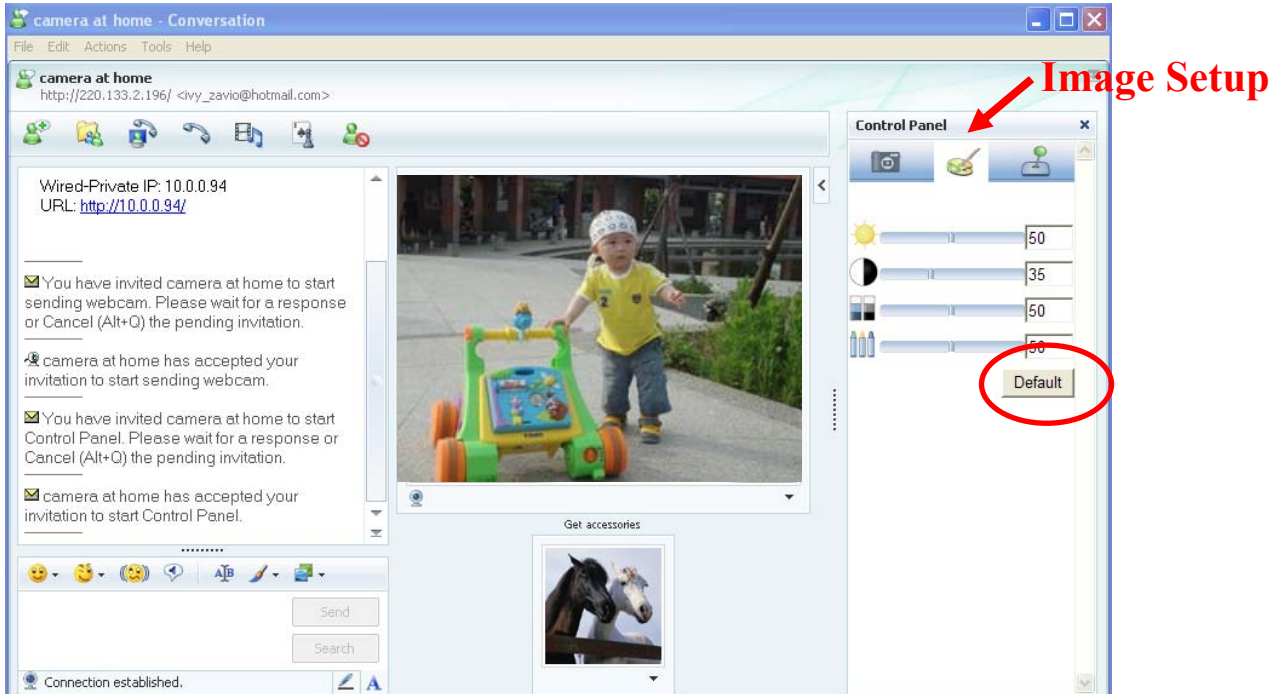 camera at home - Conversation
File Edit Actions Tools Help
camera at home
http://220.133.2.196/ <ivy_zavio@hotmail.com>
Image Setup
Control Panel
Wired-Private IP: 10.0.0.94
URL: http://10.0.0.94/
You have invited camera at home to start
sending webcam. Please wait for a response
or Cancel (Alt+Q) the pending invitation.
camera at home has accepted your
invitation to start sending webcam.
You have invited camera at home to start
Control Panel. Please wait for a response or
Cancel (Alt+Q) the pending invitation.
camera at home has accepted your
invitation to start Control Panel.
50
35
50
50
Default
Get accessories
Send
Search
Connection established.
A